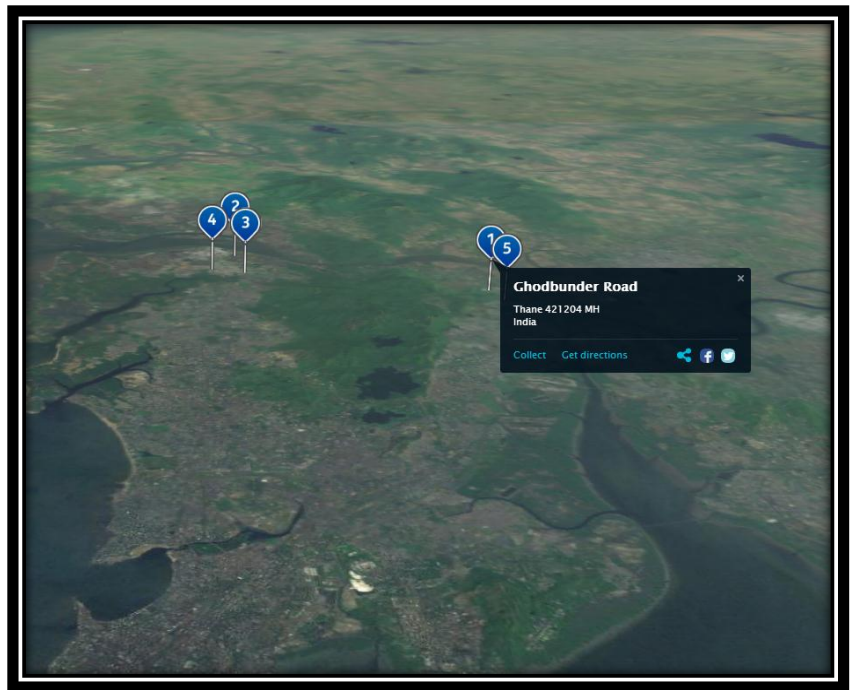 2
4
3
1
5
Ghodbunder Road
Thane 421204 MH
India
Collect Get directions